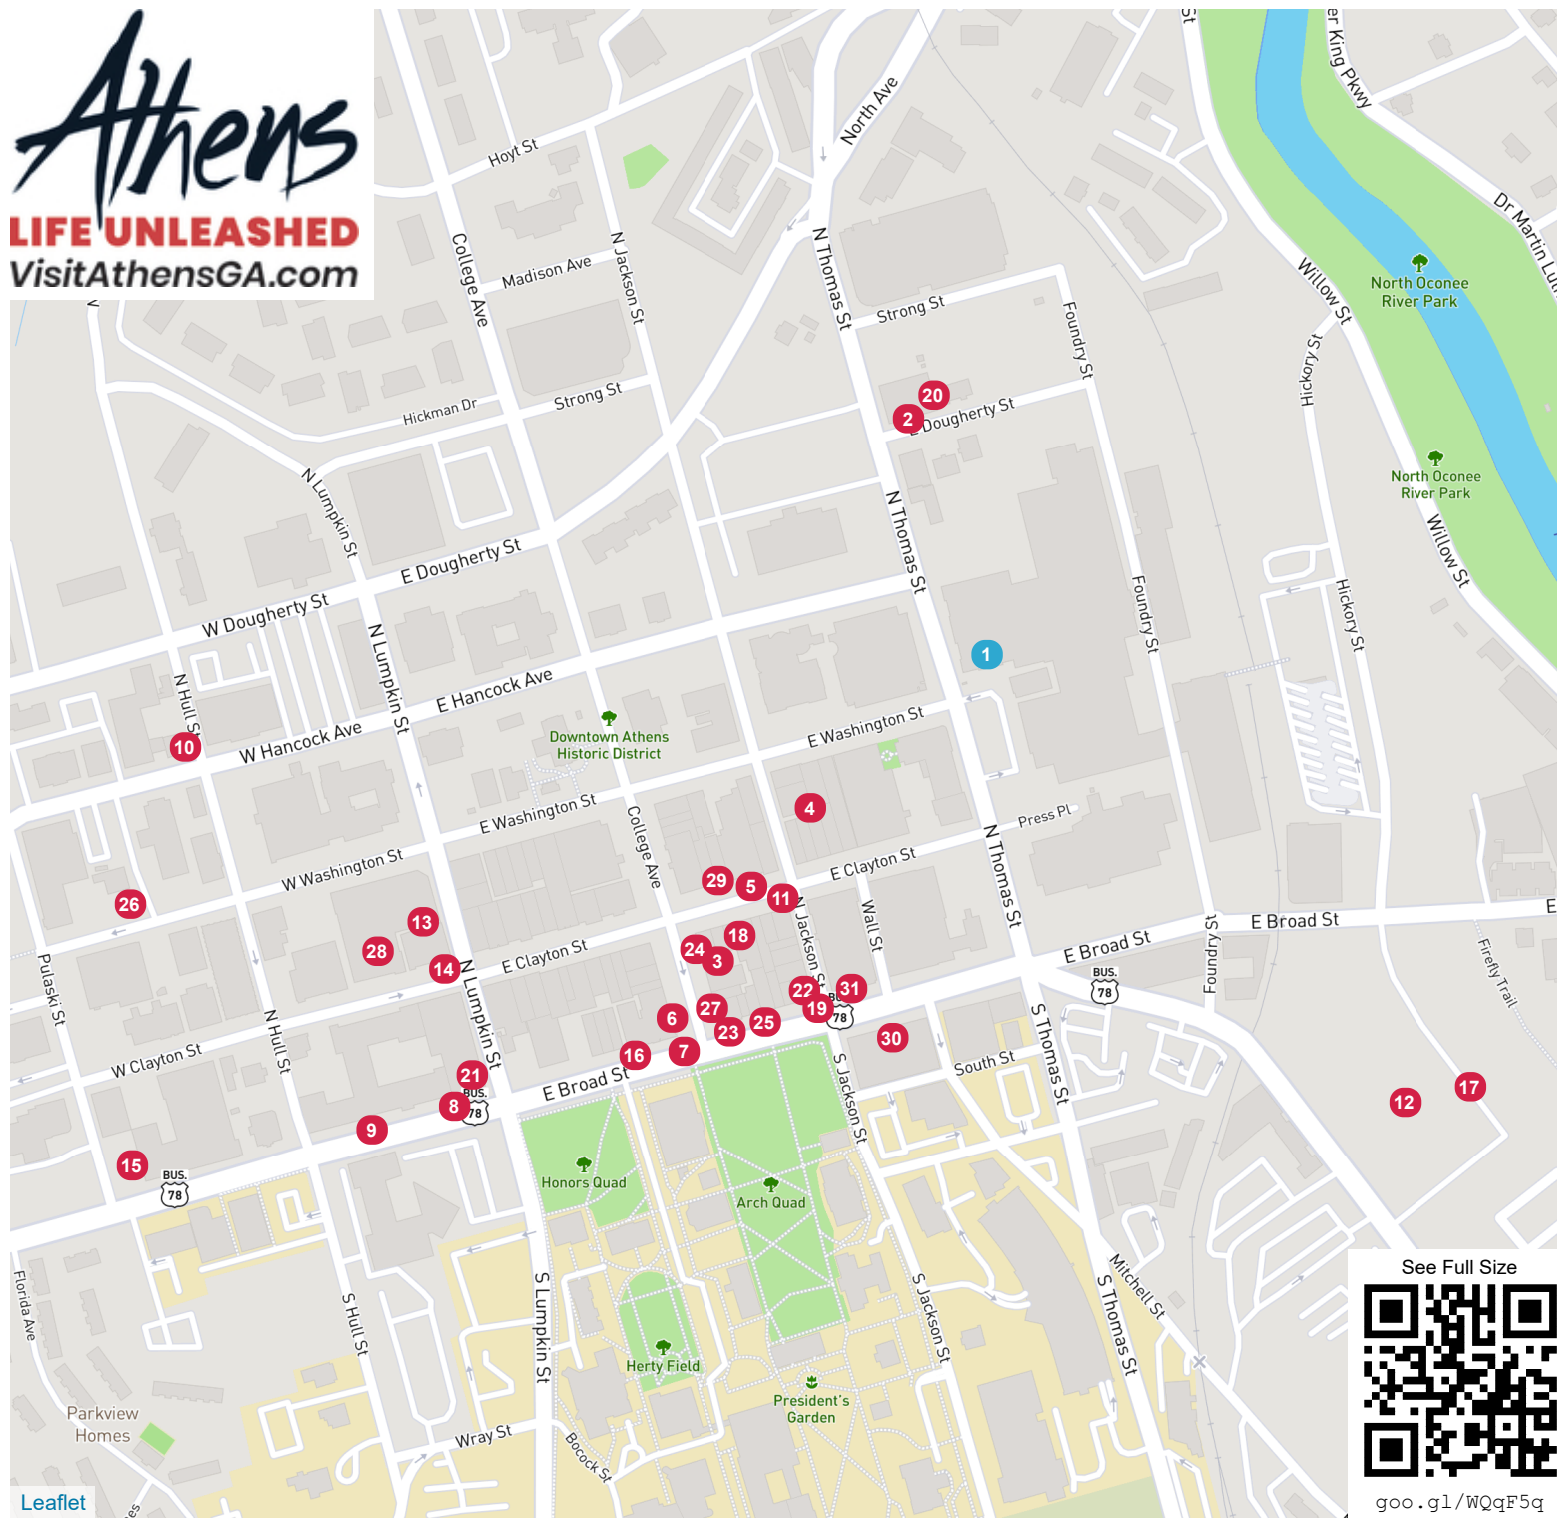 Athens
LIFE UNLEASHED
VisitAthensGA.com
St
North Ave
Hoyt St
College Ave
N Jackson St
Madison Ave
N Thomas St
Strong St
Foundry St
Willow St
Dr Martin
North Oconee
River Park
Hickory St
20
2
E Dougherty St
Hickman Dr
Strong St
N Lumpkin St
North Oconee
River Park
Willow St
N Thomas St
E Dougherty St
W Dougherty St
N Lumpkin St
Foundry St
Hickory St
1
N Hull St
E Hancock Ave
W Hancock Ave
10
Downtown Athens
Historic District
E Washington St
E Washington St
College Ave
4
Press Pl
N Thomas St
W Washington St
E Clayton St
29
5
11
26
13
28
14
24
18
3
N Jackson St
Wall St
E Broad St
E Broad St
E
Foundry St
Firefly Trail
E Clayton St
N Lumpkin St
Pulaski St
BUS.
78
22
31
19
78
27
6
23
25
30
16
7
N Hull St
W Clayton St
S Thomas St
South St
S Jackson St
21
BUS.
8
78
E Broad St
9
12
17
15
BUS.
78
Honors Quad
Arch Quad
Florida Ave
S Hull St
S Lumpkin St
S Jackson St
S Thomas St
Mitchell St
Herty Field
President's
Garden
Parkview
Homes
Wray St
Bocock St
See Full Size
goo.gl/WQqF5q
Leaflet